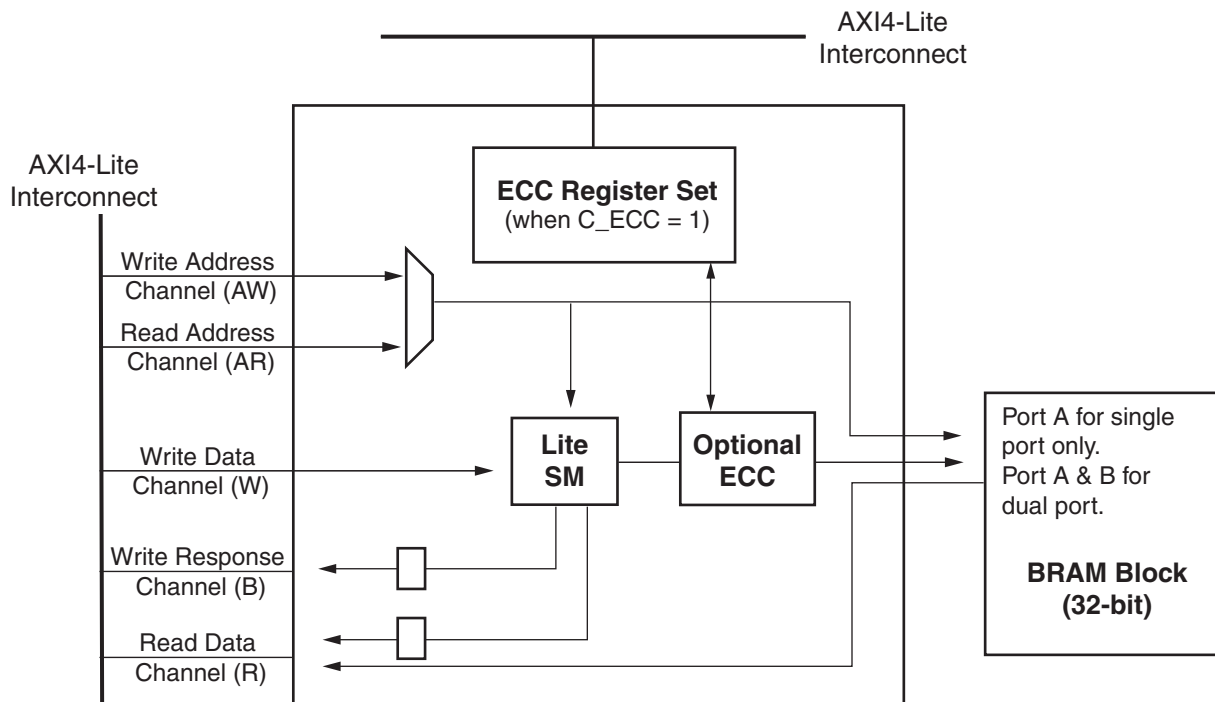 AXI4-Lite
Interconnect
AXI4-Lite
Interconnect
ECC Register Set
(when C_ECC = 1)
Write Address
Channel (AW)
Read Address
Channel (AR)
Write Data
Channel (W)
Write Response
Channel (B)
Read Data
Channel (R)
Lite
SM
Optional
ECC
Port A for single
port only.
Port A & B for
dual port.
BRAM Block
(32-bit)